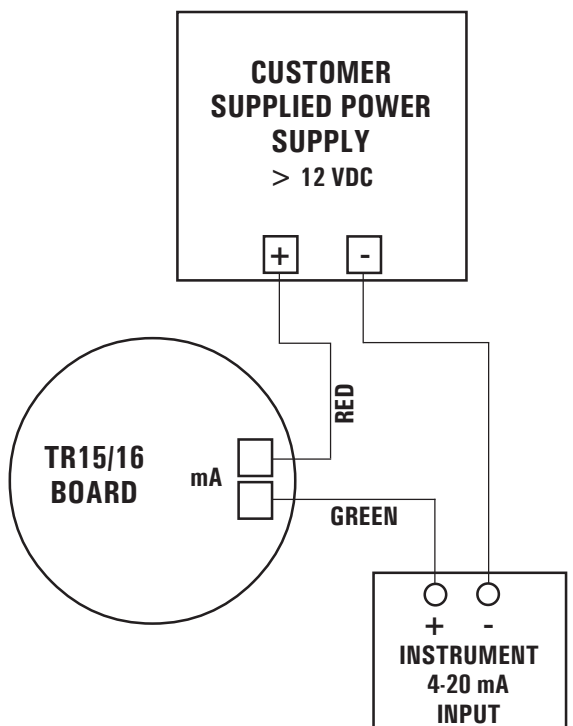 CUSTOMER
SUPPLIED POWER
SUPPLY
> 12 VDC
+ -
RED
TR15/16
BOARD
mA
GREEN
+ -
INSTRUMENT
4-20 mA
INPUT